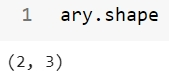 1 ary.shape
(2, 3)